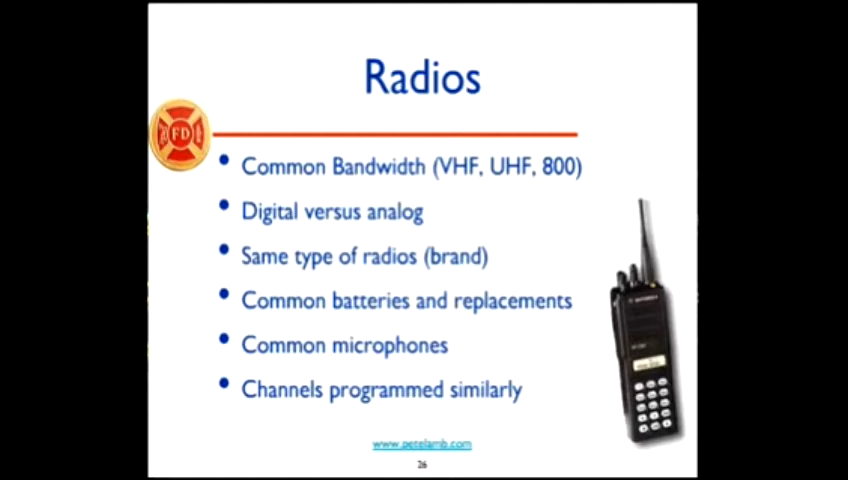 Radios
FD
• Common Bandwidth (VHF, UHF, 800)
• Digital versus analog
• Same type of radios (brand)
• Common batteries and replacements
• Common microphones
• Channels programmed similarly
MOTOROLA
www.petelamb.com
26